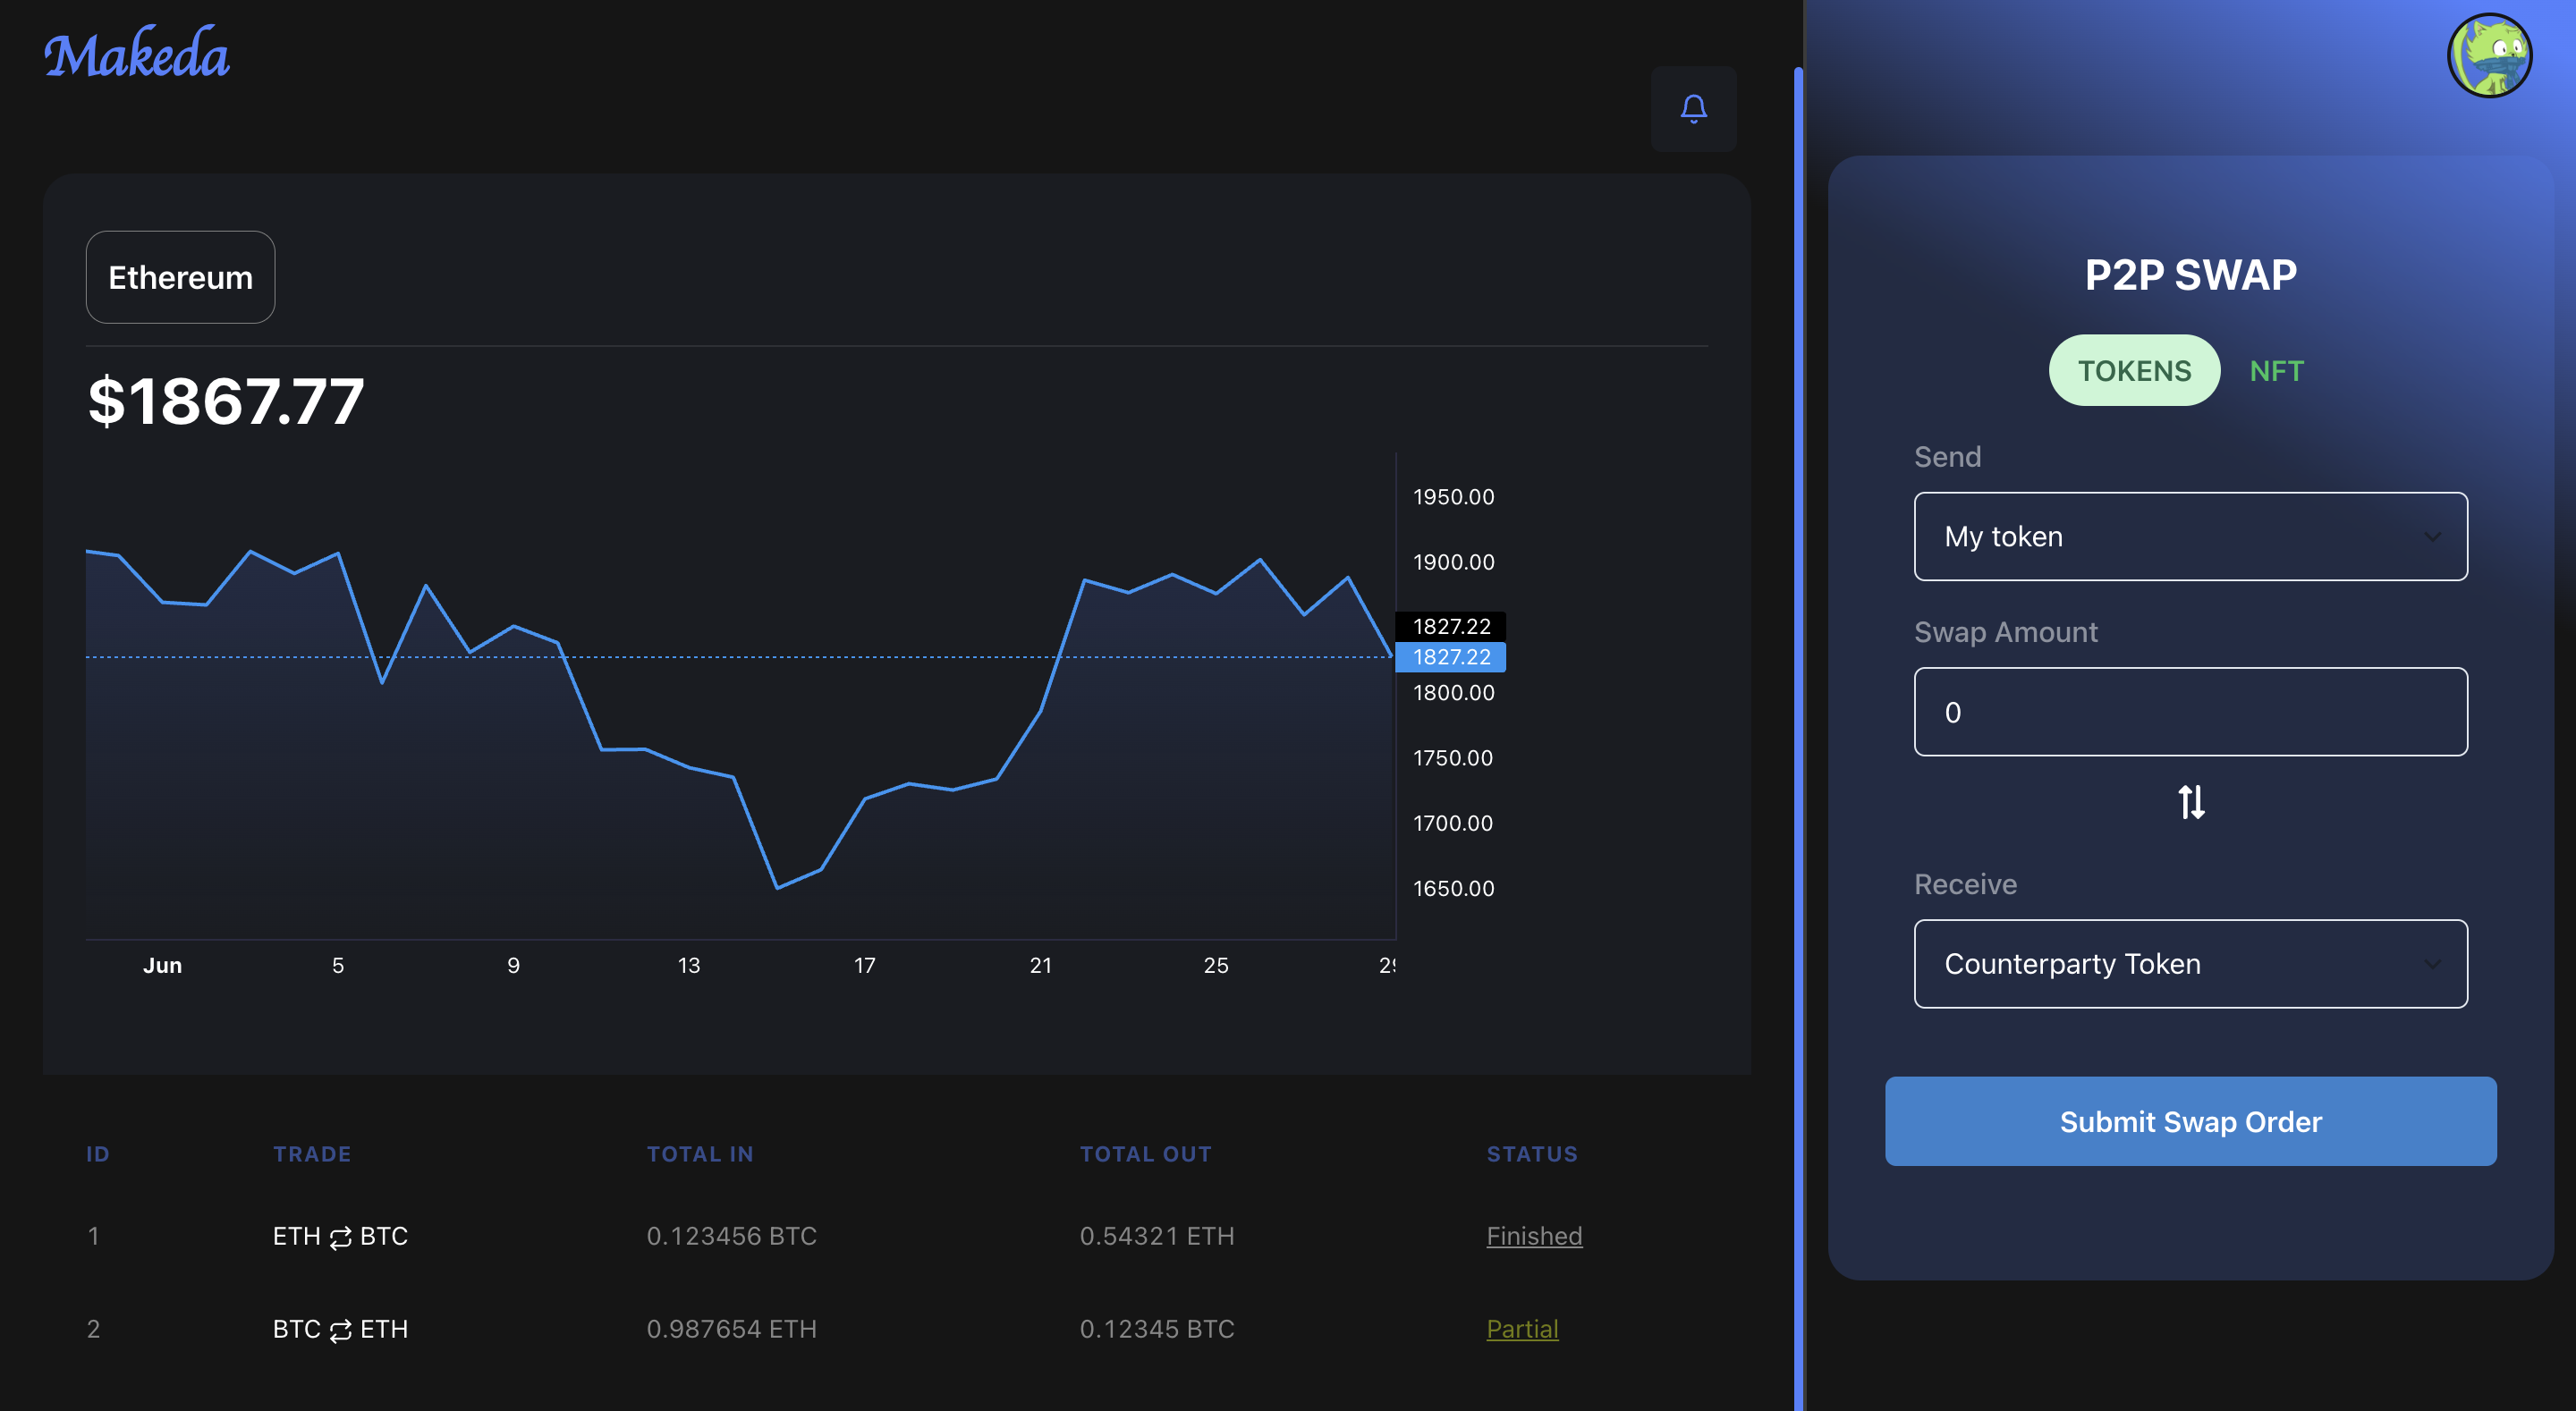 Makeda
Ethereum
$1867.77
1950.00
1900.00
1827.22
1827.22
1800.00
1750.00
1700.00
1650.00
Jun 5 9 13 17 21 25 29
ID TRADE TOTAL IN TOTAL OUT STATUS
1 ETH BTC 0.123456 BTC 0.54321 ETH Finished
2 BTC ETH 0.987654 ETH 0.12345 BTC Partial
P2P SWAP
TOKENS NFT
Send
My token
Swap Amount
0
Receive
Counterparty Token
Submit Swap Order